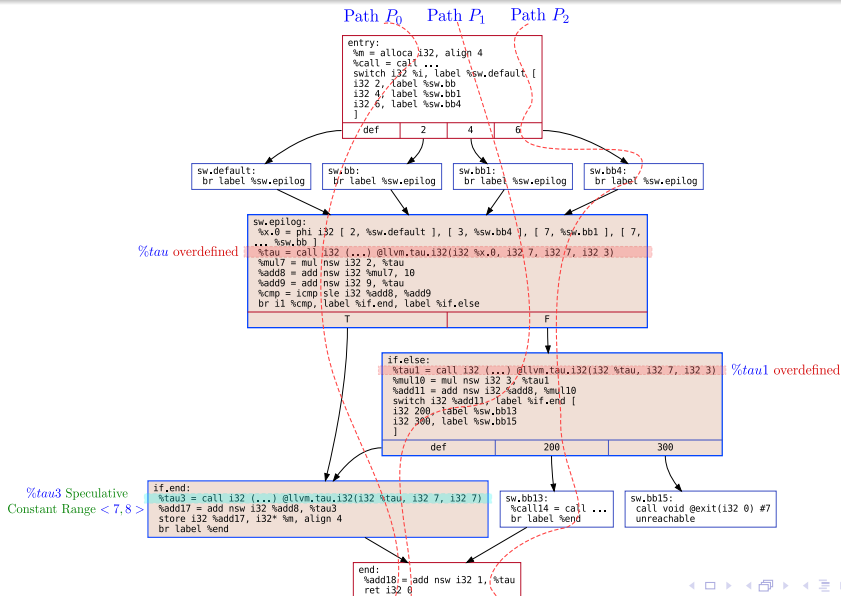 Path P0 Path P1 Path P2
entry:
%m = alloca i32, align 4
%call = call ...
switch i32 %i, label %sw.default [
i32 2, label %sw.bb
i32 4, label %sw.bb1
i32 6, label %sw.bb4
]
def 2 4 6
sw.default:
br label %sw.epilog
sw.bb:
br label %sw.epilog
sw.bb1:
br label %sw.epilog
sw.bb4:
br label %sw.epilog
sw.epilog:
%x.0 = phi i32 [ 2, %sw.default ], [ 3, %sw.bb4 ], [ 7, %sw.bb1 ], [ 7,
... %sw.bb ]
%tau overdefined
%tau = call i32 (...) @llvm.tau.i32(i32 %x.0, i32 7, i32 7, i32 3)
%mul7 = mul nsw i32 2, %tau
%add8 = add nsw i32 %mul7, 10
%add9 = add nsw i32 9, %tau
%cmp = icmp sle i32 %add8, %add9
br i1 %cmp, label %if.end, label %if.else
T F
if.else:
%tau1 = call i32 (...) @llvm.tau.i32(i32 %tau, i32 7, i32 3)
%tau1 overdefined
%mul10 = mul nsw i32 3, %tau1
%add11 = add nsw i32 %add8, %mul10
switch i32 %add11, label %if.end [
i32 200, label %sw.bb13
i32 300, label %sw.bb15
]
def 200 300
%tau3 Speculative
Constant Range < 7, 8 >
if.end:
%tau3 = call i32 (...) @llvm.tau.i32(i32 %tau, i32 7, i32 7)
%add17 = add nsw i32 %add8, %tau3
store i32 %add17, i32* %m, align 4
br label %end
sw.bb13:
%call14 = call ...
br label %end
sw.bb15:
call void @exit(i32 0) #7
unreachable
end:
%add18 = add nsw i32 1, %tau
ret i32 0